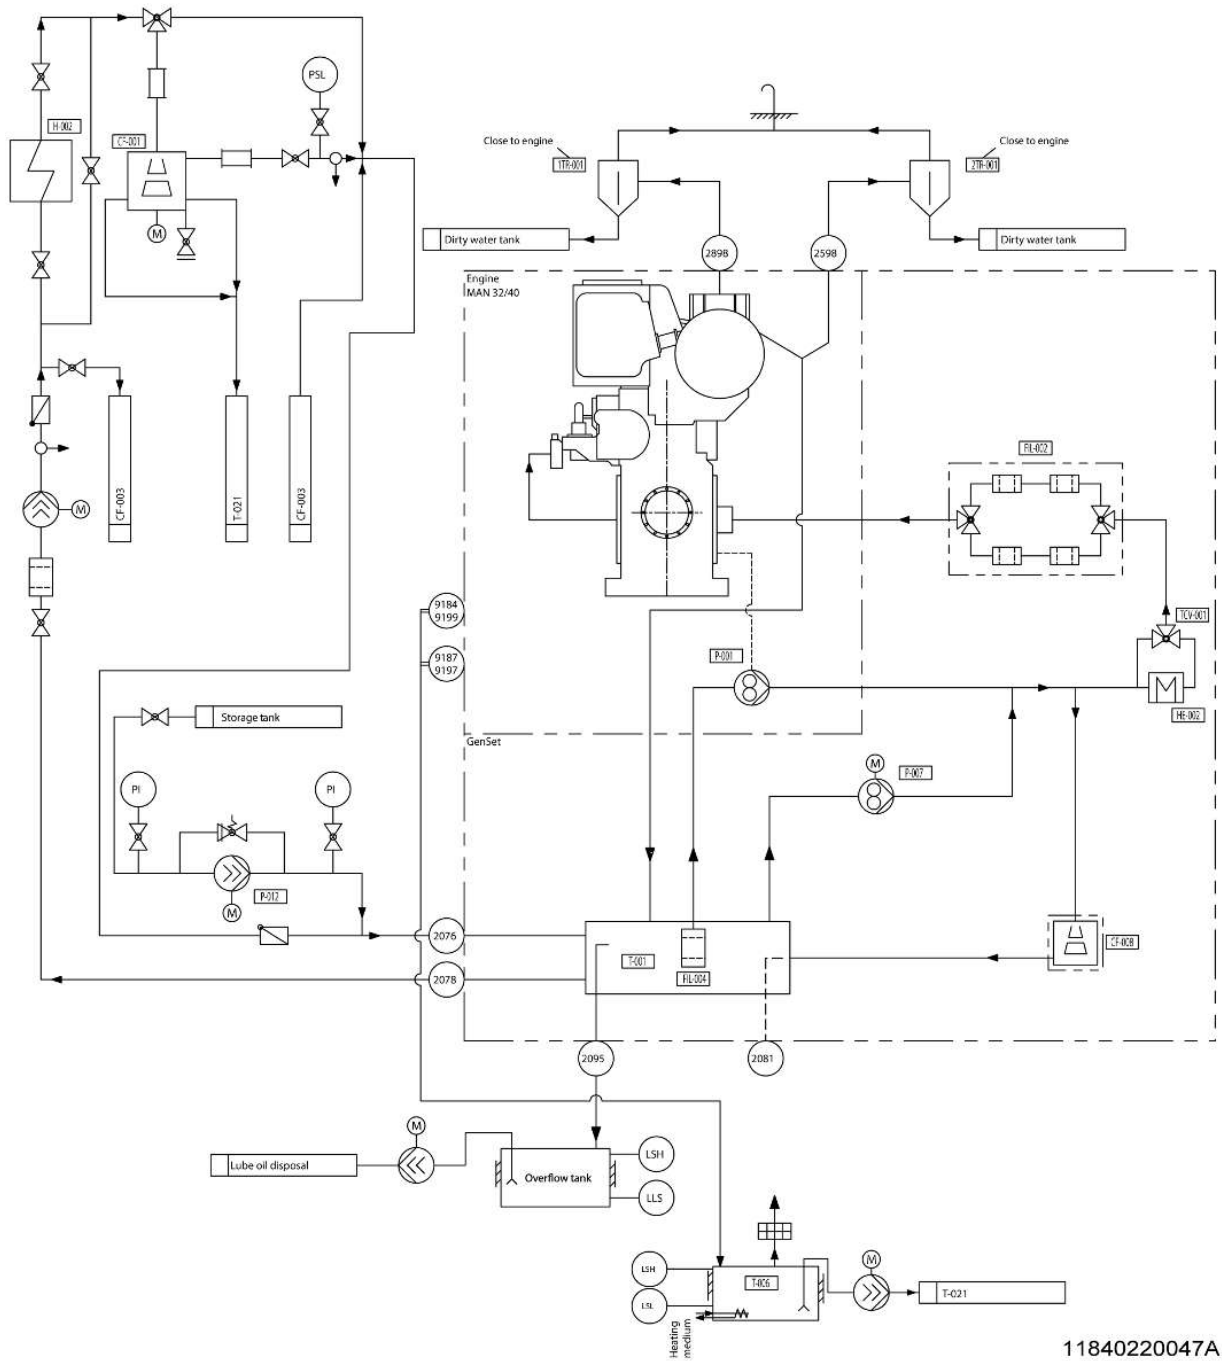 PSL
H-002
CF-001
M
Close to engine
1TR-001
Close to engine
2TR-001
Dirty water tank
2898
2598
Dirty water tank
Engine
MAN 32/40
FIL-002
CF-003
T-021
CF-003
M
9184
9199
9187
9197
TCV-001
P-001
HE-002
Storage tank
GenSet
M
P-007
PI
PI
P-012
M
2076
2078
T-001
FIL-004
CF-008
2095
2081
M
Lube oil disposal
Overflow tank
LSH
LLS
LSH
LSL
T-006
M
T-021
Heating
medium
11840220047A